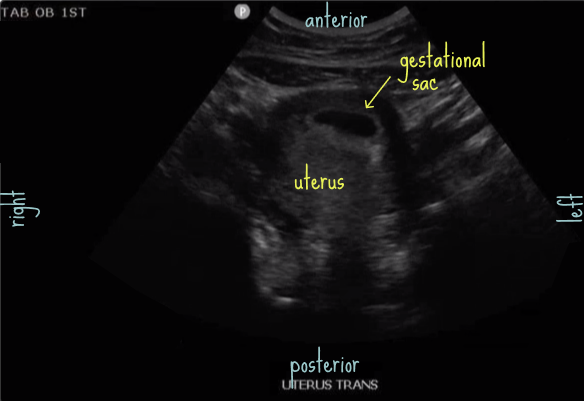 TAB OB 1ST
P
anterior
gestational
sac
uterus
right
left
posterior
UTERUS TRANS